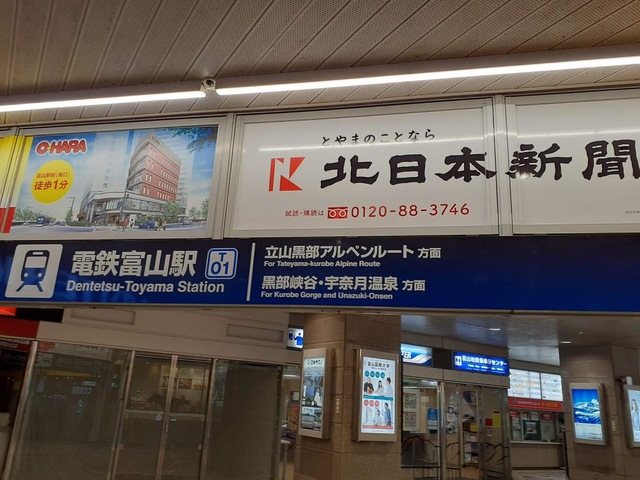 O-HARA
富山駅前(南口)
徒歩1分
とやまのことなら
北日本新聞
試読・購読は 0120-88-3746
電鉄富山駅
T
01
Dentetsu-Toyama Station
立山黒部アルペンルート 方面
For Tateyama-kurobe Alpine Route
黒部峡谷・宇奈月温泉 方面
For Kurobe Gorge and Unazuki-Onsen